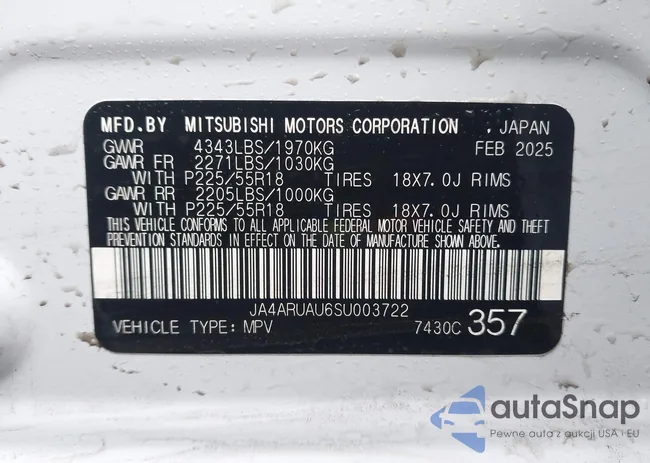 MFD.BY MITSUBISHI MOTORS CORPORATION , JAPAN
GVWR 4343LBS/1970KG FEB 2025
GAWR FR 2271LBS/1030KG
WITH P225/55R18 TIRES 18X7.0J RIMS
GAWR RR 2205LBS/1000KG
WITH P225/55R18 TIRES 18X7.0J RIMS
THIS VEHICLE CONFORMS TO ALL APPLICABLE FEDERAL MOTOR VEHICLE SAFETY AND THEFT
PREVENTION STANDARDS IN EFFECT ON THE DATE OF MANUFACTURE SHOWN ABOVE.
JA4ARUAU6SU003722
VEHICLE TYPE: MPV 7430C 357
autaSnap
Pewne auta z aukcji USA i EU